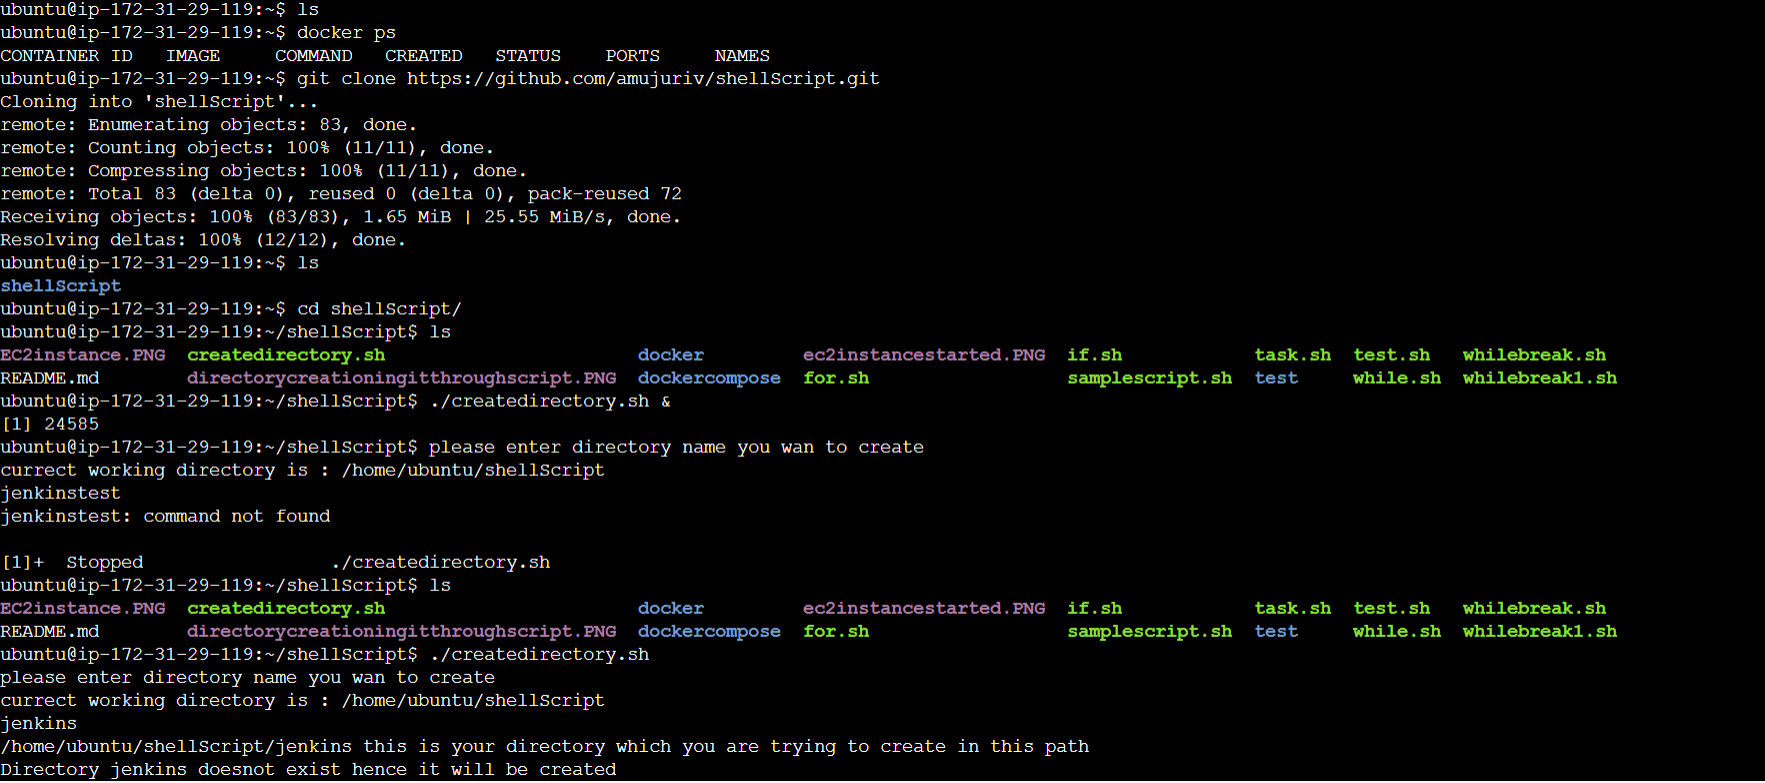 ubuntu@ip-172-31-29-119:~$ ls
ubuntu@ip-172-31-29-119:~$ docker ps
CONTAINER ID   IMAGE     COMMAND   CREATED   STATUS    PORTS     NAMES
ubuntu@ip-172-31-29-119:~$ git clone https://github.com/amujuriv/shellScript.git
Cloning into 'shellScript'...
remote: Enumerating objects: 83, done.
remote: Counting objects: 100% (11/11), done.
remote: Compressing objects: 100% (11/11), done.
remote: Total 83 (delta 0), reused 0 (delta 0), pack-reused 72
Receiving objects: 100% (83/83), 1.65 MiB | 25.55 MiB/s, done.
Resolving deltas: 100% (12/12), done.
ubuntu@ip-172-31-29-119:~$ ls
shellScript
ubuntu@ip-172-31-29-119:~$ cd shellScript/
ubuntu@ip-172-31-29-119:~/shellScript$ ls
EC2instance.PNG  createdirectory.sh                       docker         ec2instancestarted.PNG  if.sh            task.sh  test.sh   whilebreak.sh
README.md        directorycreationingitthroughscript.PNG  dockercompose  for.sh                  samplescript.sh  test     while.sh  whilebreak1.sh
ubuntu@ip-172-31-29-119:~/shellScript$ ./createdirectory.sh &
[1] 24585
ubuntu@ip-172-31-29-119:~/shellScript$ please enter directory name you wan to create
currect working directory is : /home/ubuntu/shellScript
jenkinstest
jenkinstest: command not found
[1]+  Stopped                 ./createdirectory.sh
ubuntu@ip-172-31-29-119:~/shellScript$ ls
EC2instance.PNG  createdirectory.sh                       docker         ec2instancestarted.PNG  if.sh            task.sh  test.sh   whilebreak.sh
README.md        directorycreationingitthroughscript.PNG  dockercompose  for.sh                  samplescript.sh  test     while.sh  whilebreak1.sh
ubuntu@ip-172-31-29-119:~/shellScript$ ./createdirectory.sh
please enter directory name you wan to create
currect working directory is : /home/ubuntu/shellScript
jenkins
/home/ubuntu/shellScript/jenkins this is your directory which you are trying to create in this path
Directory jenkins doesnot exist hence it will be created